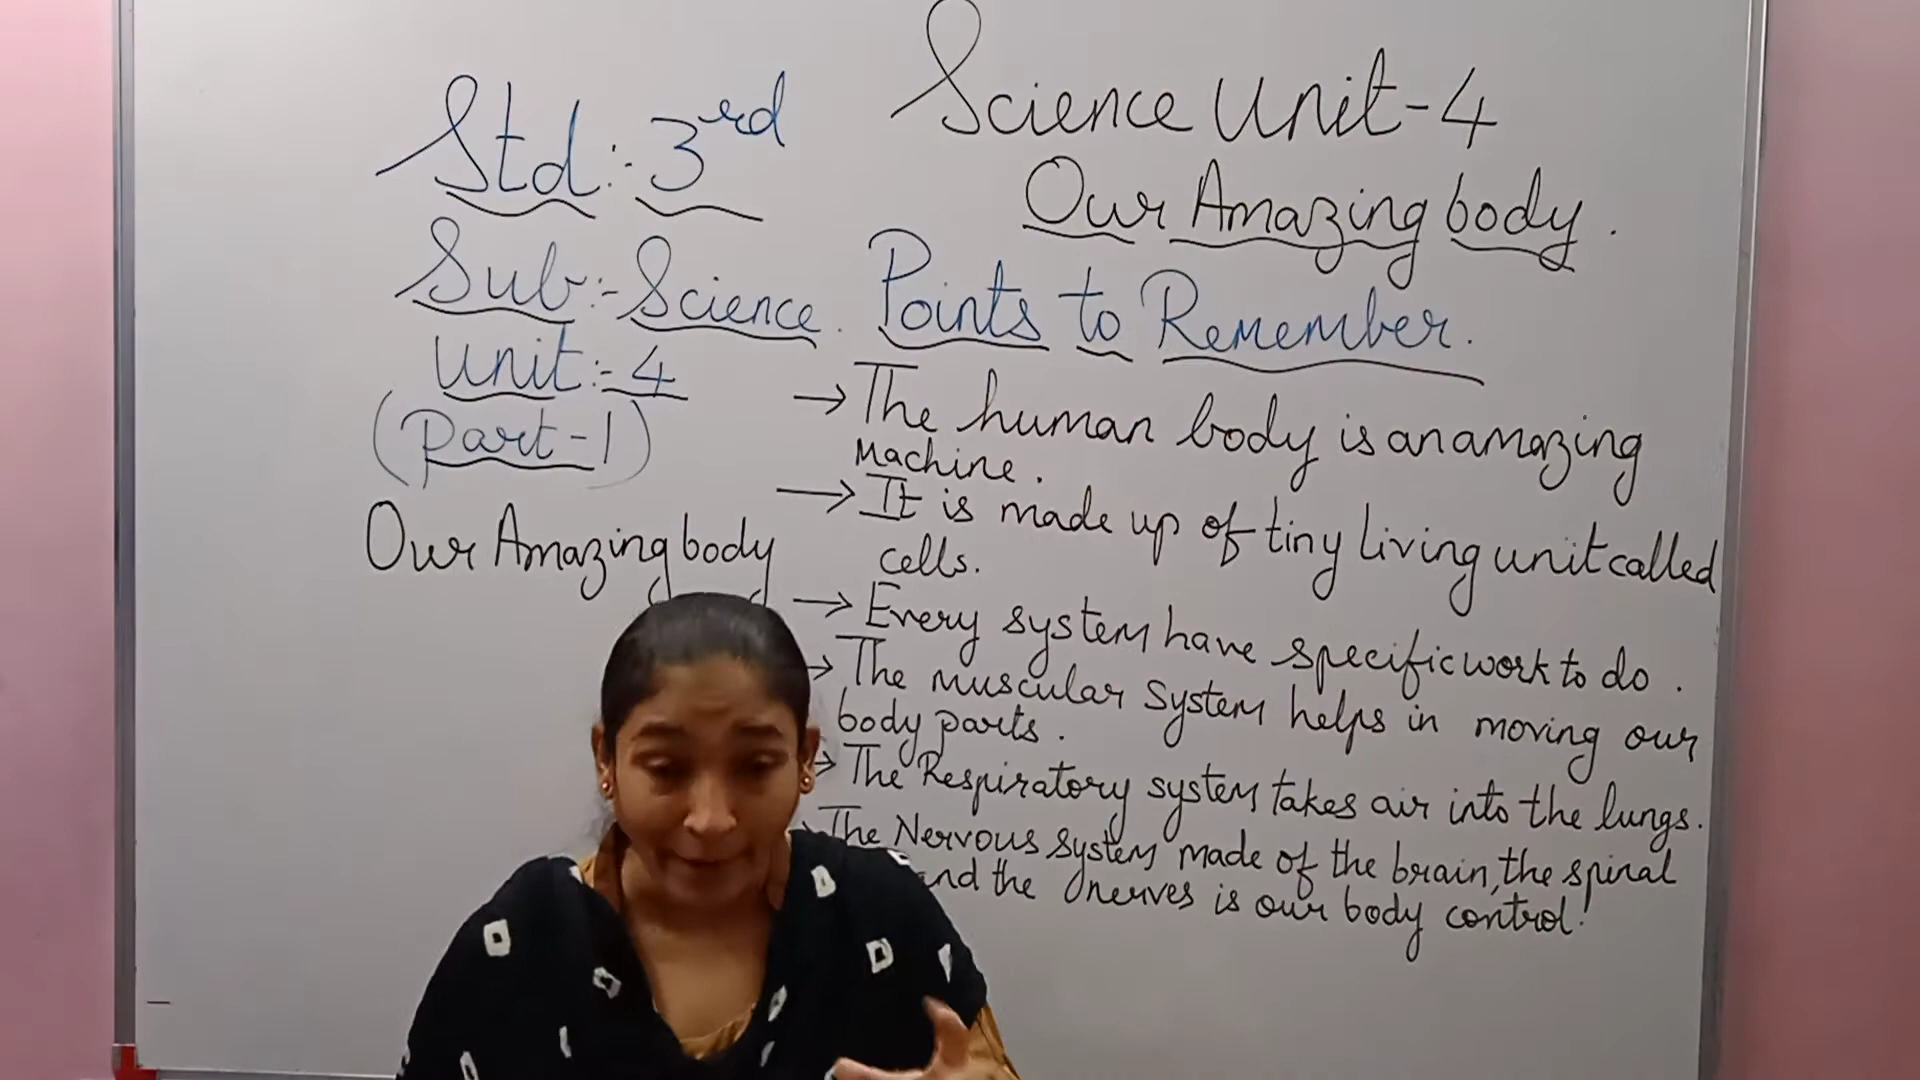 Std:- 3rd
Sub:- Science.
Unit:- 4
(Part-1)
Our Amazing body
Science Unit-4
Our Amazing body.
Points to Remember.
→ The human body is an amazing
Machine.
→ It is made up of tiny living unit called
cells.
→ Every system have specific work to do.
→ The muscular system helps in moving our
body parts.
→ The Respiratory system takes air into the lungs.
The Nervous system made of the brain, the spinal
and the nerves is our body control!